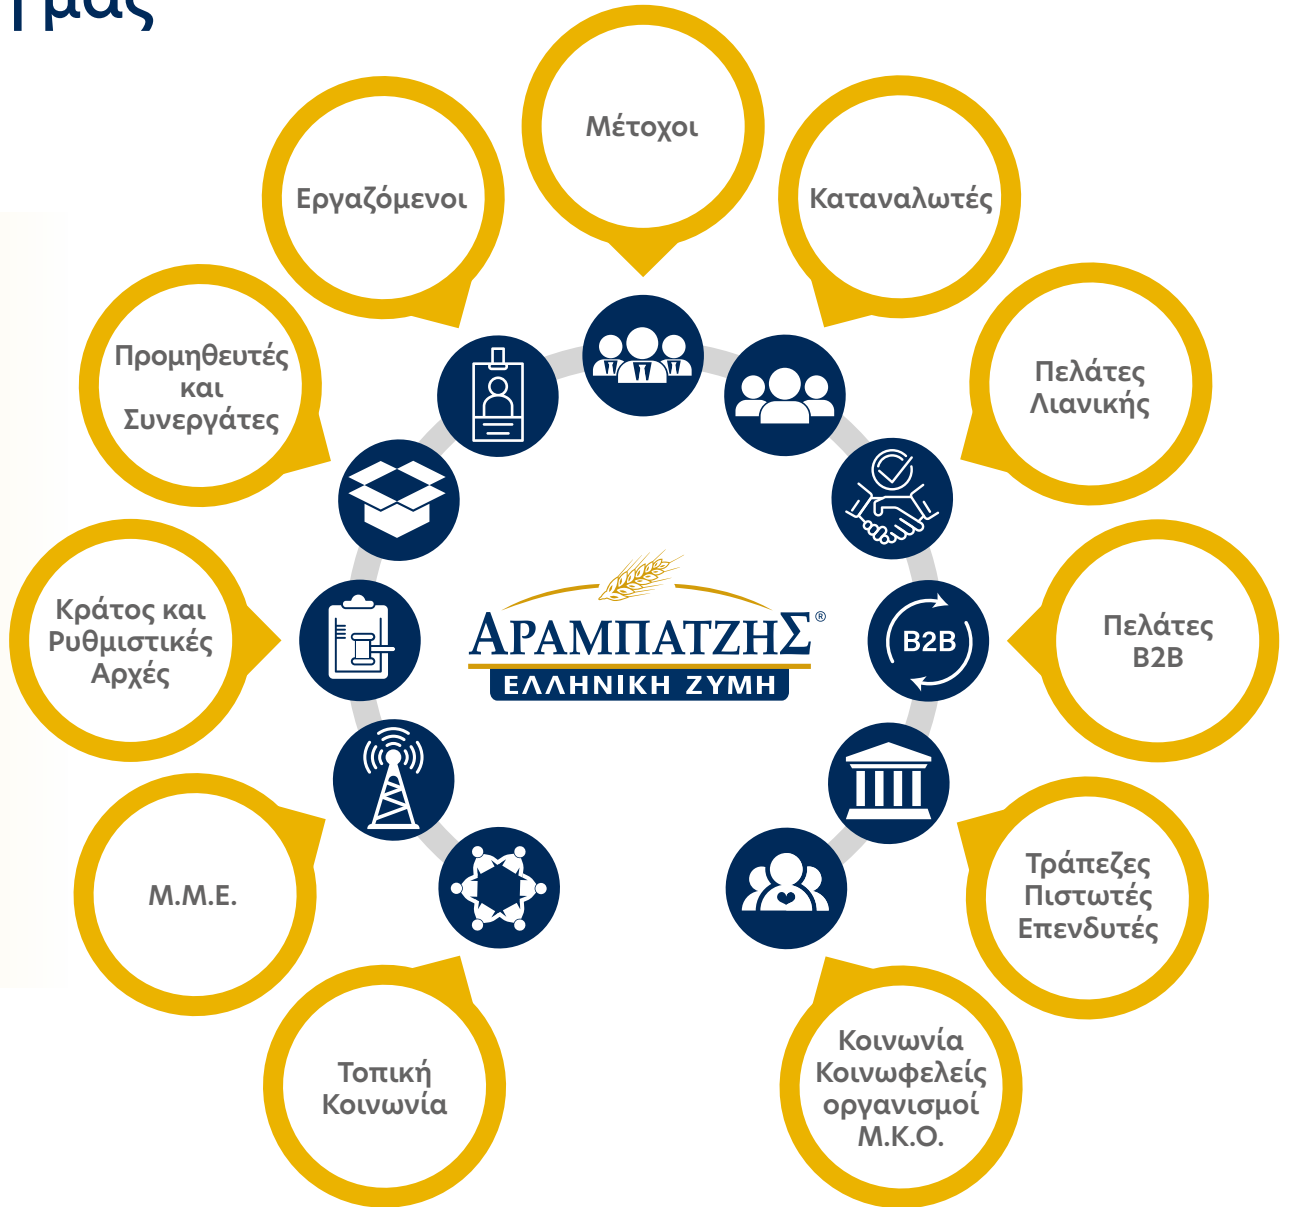 μας
Μέτοχοι
Εργαζόμενοι
Καταναλωτές
Προμηθευτές
και
Συνεργάτες
Πελάτες
Λιανικής
Κράτος και
Ρυθμιστικές
Αρχές
ΑΡΑΜΠΑΤΖΗΣ®
ΕΛΛΗΝΙΚΗ ΖΥΜΗ
B2B
Πελάτες
B2B
Μ.Μ.Ε.
Τράπεζες
Πιστωτές
Επενδυτές
Τοπική
Κοινωνία
Κοινωνία
Κοινωφελείς
οργανισμοί
Μ.Κ.Ο.